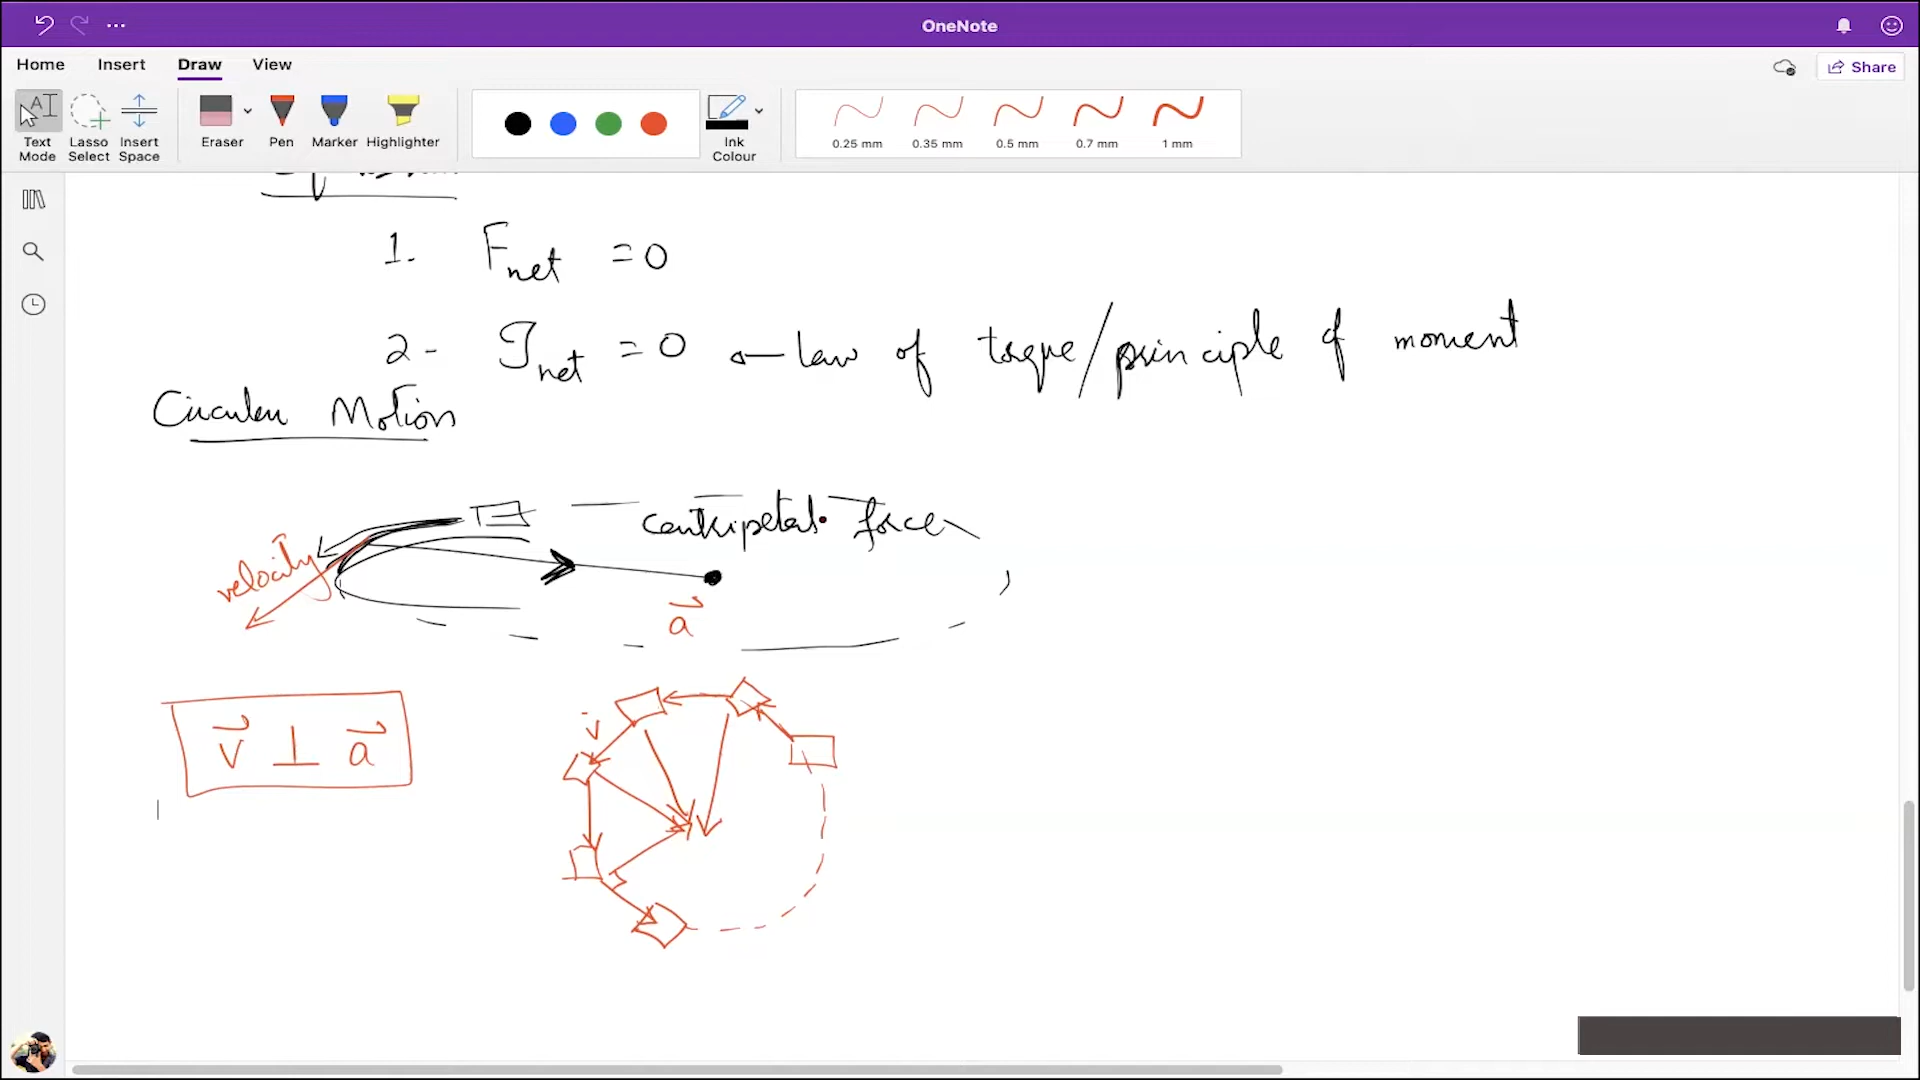 OneNote
Home Insert Draw View
Share
Text Mode
Lasso Select
Insert Space
Eraser
Pen
Marker
Highlighter
Ink Colour
0.25 mm
0.35 mm
0.5 mm
0.7 mm
1 mm
1. Fnet = 0
2- τnet = 0 ← law of torque/principle of moment
Circular Motion
centripetal force
velocity
a⃗
v⃗ ⊥ a⃗
v